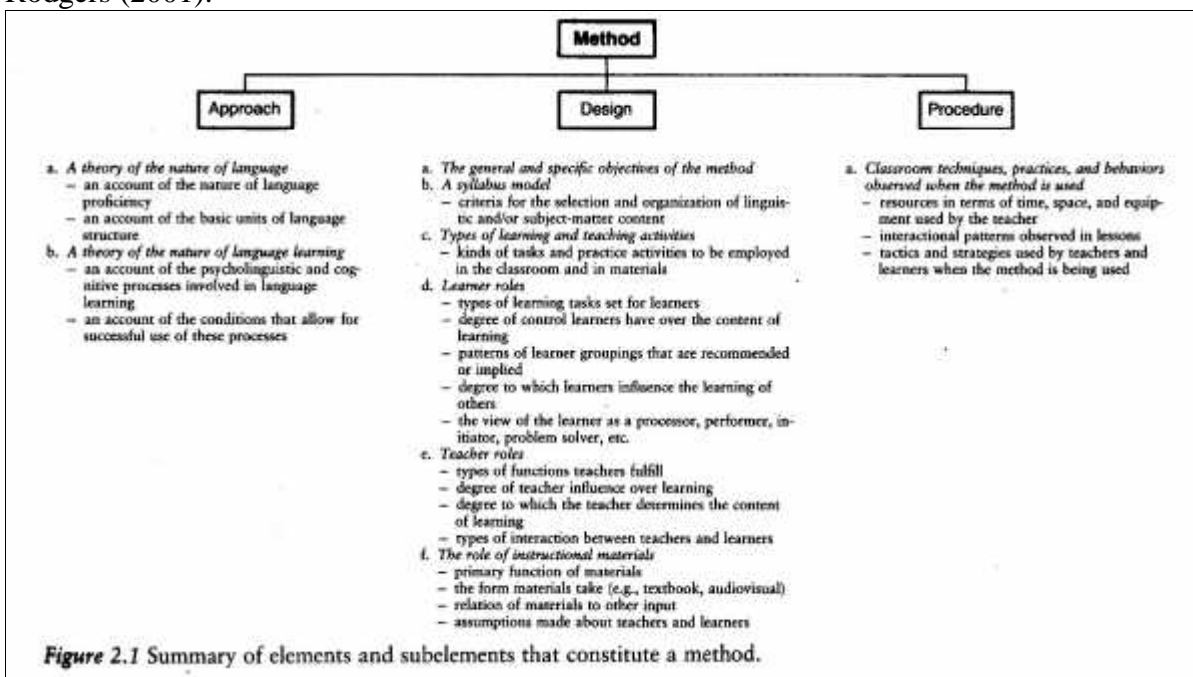 Rodgers (2001).
Method
Approach
Design
Procedure
a. A theory of the nature of language
– an account of the nature of language
proficiency
– an account of the basic units of language
structure
b. A theory of the nature of language learning
– an account of the psycholinguistic and cog-
nitive processes involved in language
learning
– an account of the conditions that allow for
successful use of these processes
a. The general and specific objectives of the method
b. A syllabus model
– criteria for the selection and organization of linguis-
tic and/or subject-matter content
c. Types of learning and teaching activities
– kinds of tasks and practice activities to be employed
in the classroom and in materials
d. Learner roles
– types of learning tasks set for learners
– degree of control learners have over the content of
learning
– patterns of learner groupings that are recommended
or implied
– degree to which learners influence the learning of
others
– the view of the learner as a processor, performer, in-
itiator, problem solver, etc.
e. Teacher roles
– types of functions teachers fulfill
– degree of teacher influence over learning
– degree to which the teacher determines the content
of learning
– types of interaction between teachers and learners
f. The role of instructional materials
– primary function of materials
– the form materials take (e.g., textbook, audiovisual)
– relation of materials to other input
– assumptions made about teachers and learners
a. Classroom techniques, practices, and behaviors
observed when the method is used
– resources in terms of time, space, and equip-
ment used by the teacher
– interactional patterns observed in lessons
– tactics and strategies used by teachers and
learners when the method is being used
Figure 2.1 Summary of elements and subelements that constitute a method.